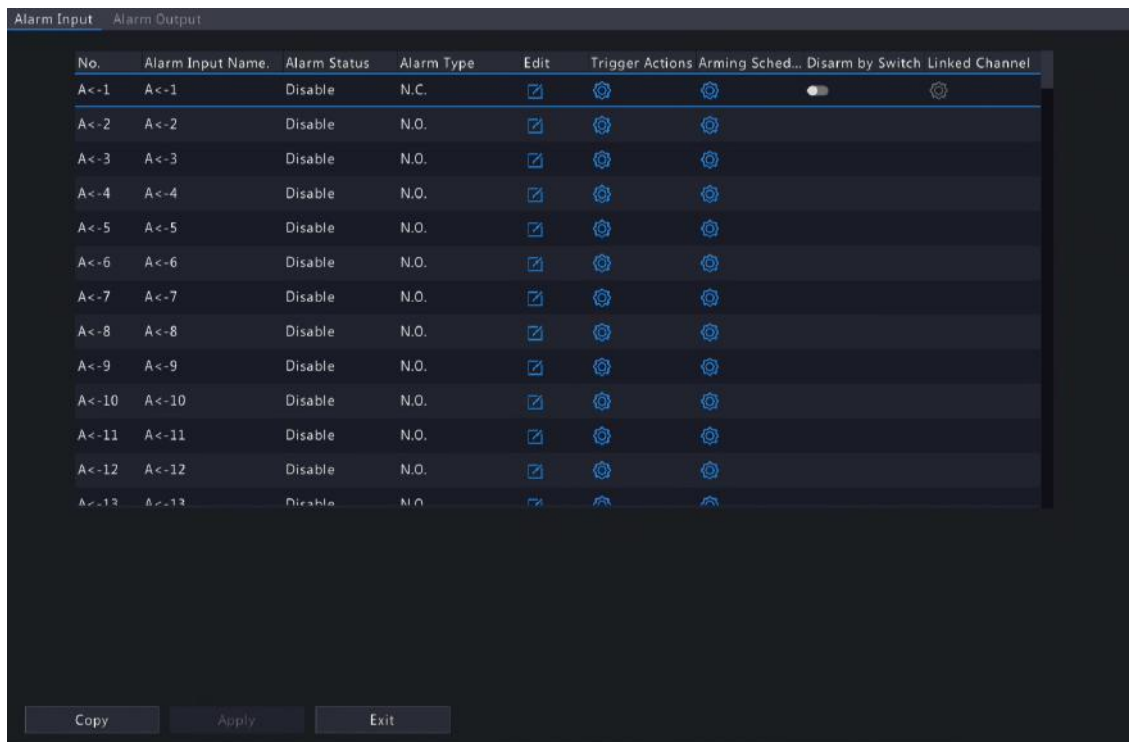 Alarm Input Alarm Output
No. Alarm Input Name. Alarm Status Alarm Type Edit Trigger Actions Arming Sched... Disarm by Switch Linked Channel
A<-1 A<-1 Disable N.C.
A<-2 A<-2 Disable N.O.
A<-3 A<-3 Disable N.O.
A<-4 A<-4 Disable N.O.
A<-5 A<-5 Disable N.O.
A<-6 A<-6 Disable N.O.
A<-7 A<-7 Disable N.O.
A<-8 A<-8 Disable N.O.
A<-9 A<-9 Disable N.O.
A<-10 A<-10 Disable N.O.
A<-11 A<-11 Disable N.O.
A<-12 A<-12 Disable N.O.
A<-13 A<-13 Disable N.O.
Copy Apply Exit